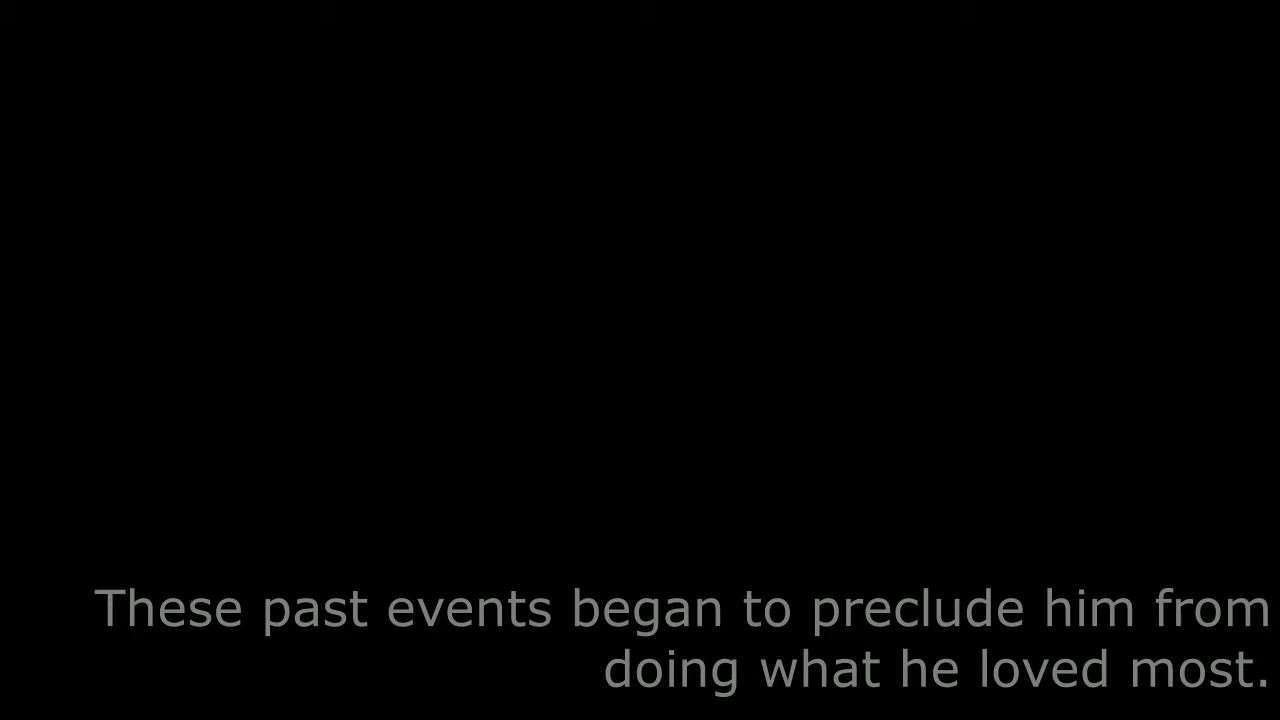 These past events began to preclude him from
doing what he loved most.